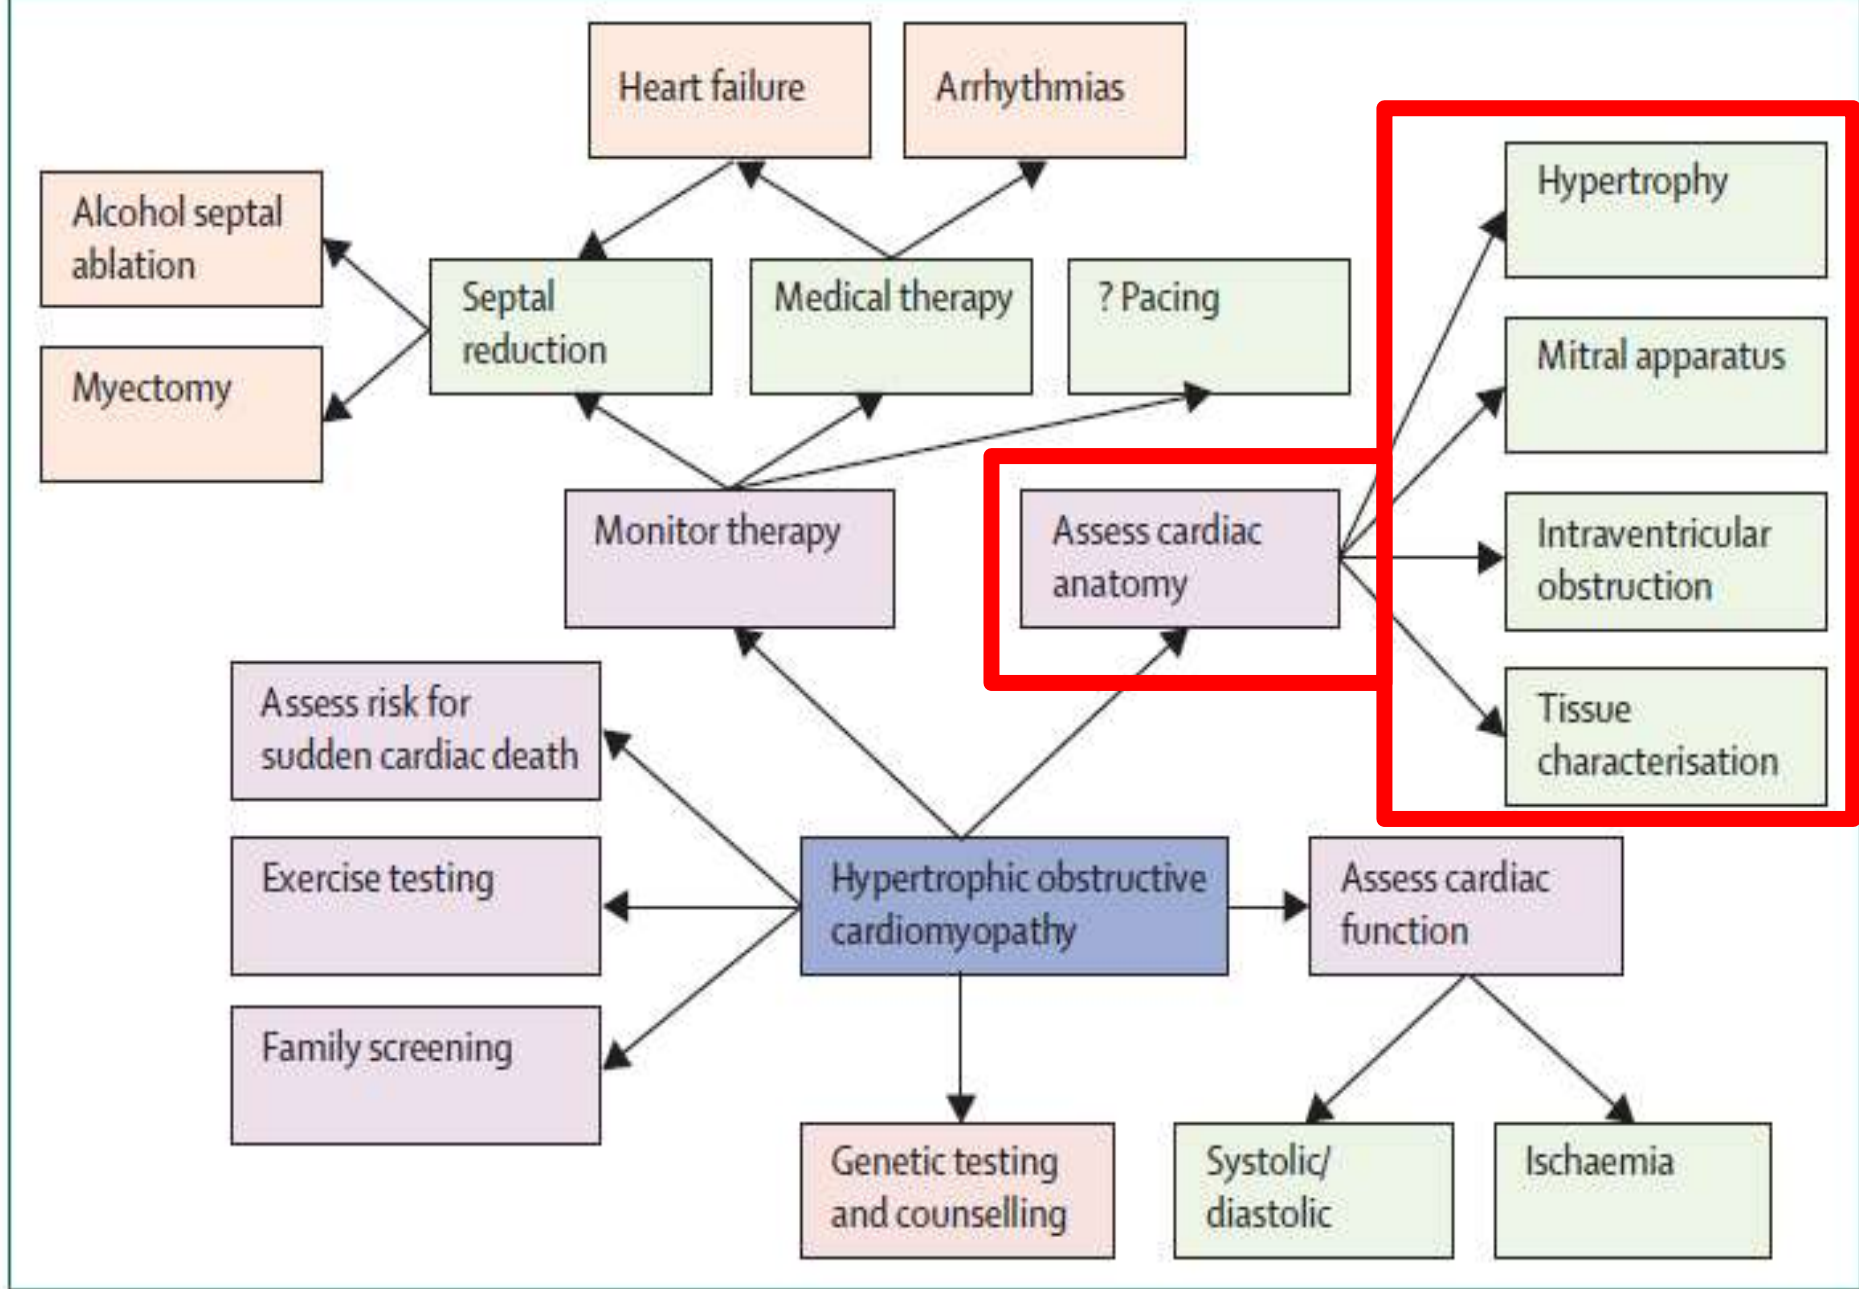 Heart failure
Arrhythmias
Hypertrophy
Alcohol septal
ablation
Septal
reduction
Medical therapy
? Pacing
Mitral apparatus
Myectomy
Monitor therapy
Assess cardiac
anatomy
Intraventricular
obstruction
Assess risk for
sudden cardiac death
Tissue
characterisation
Exercise testing
Hypertrophic obstructive
cardiomyopathy
Assess cardiac
function
Family screening
Genetic testing
and counselling
Systolic/
diastolic
Ischaemia